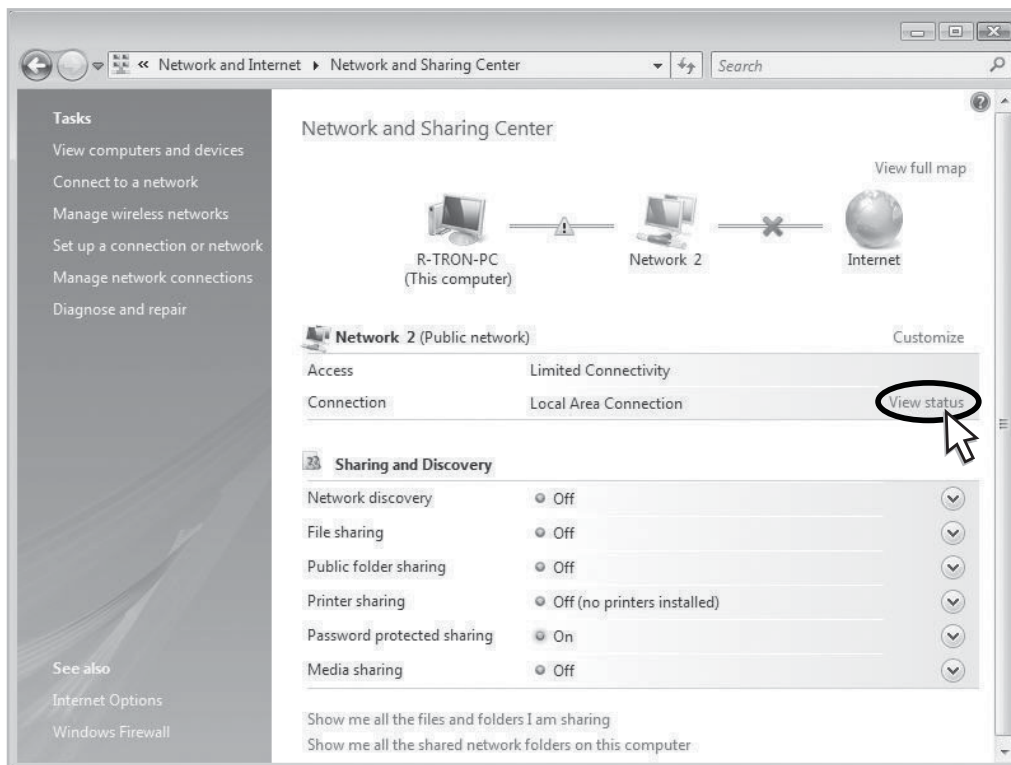 « Network and Internet ▸ Network and Sharing Center
Search
Tasks
View computers and devices
Connect to a network
Manage wireless networks
Set up a connection or network
Manage network connections
Diagnose and repair
See also
Internet Options
Windows Firewall
Network and Sharing Center
View full map
R-TRON-PC
(This computer)
Network 2
Internet
Network 2 (Public network)
Customize
Access Limited Connectivity
Connection Local Area Connection View status
Sharing and Discovery
Network discovery Off
File sharing Off
Public folder sharing Off
Printer sharing Off (no printers installed)
Password protected sharing On
Media sharing Off
Show me all the files and folders I am sharing
Show me all the shared network folders on this computer